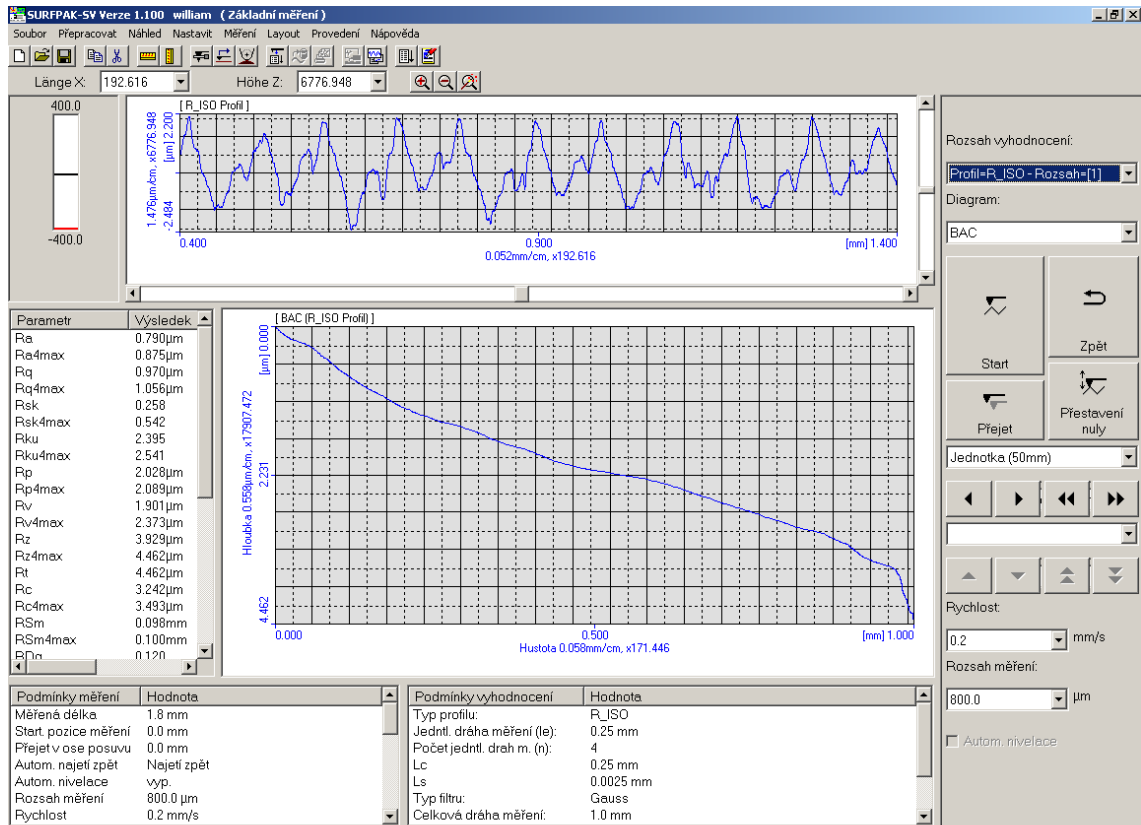 SURFPAK-SV Verze 1.100 william ( Základní měření )
Soubor Přepracovat Náhled Nastavit Měření Layout Provedení Nápověda
Länge X: 192.616 Höhe Z: 6776.948
400.0
-400.0
[ R_ISO Profil ]
1.476µm/cm, x6776.948
-2.484 [µm] 2.200
0.400 0.900 [mm] 1.400
0.052mm/cm, x192.616
Parametr Výsledek
Ra 0.790µm
Ra4max 0.875µm
Rq 0.970µm
Rq4max 1.056µm
Rsk 0.258
Rsk4max 0.542
Rku 2.395
Rku4max 2.541
Rp 2.028µm
Rp4max 2.089µm
Rv 1.901µm
Rv4max 2.373µm
Rz 3.929µm
Rz4max 4.462µm
Rt 4.462µm
Rc 3.242µm
Rc4max 3.493µm
RSm 0.098mm
RSm4max 0.100mm
RDq 0.120
[ BAC (R_ISO Profil) ]
Hloubka 0.558µm/cm, x17907.472
[µm] 0.000
2.231
4.462
0.000 0.500 [mm] 1.000
Hustota 0.058mm/cm, x171.446
Podmínky měření Hodnota
Měřená délka 1.8 mm
Start. pozice měření 0.0 mm
Přejet v ose posuvu 0.0 mm
Autom. najetí zpět Najetí zpět
Autom. nivelace vyp.
Rozsah měření 800.0 µm
Rychlost 0.2 mm/s
Podmínky vyhodnocení Hodnota
Typ profilu: R_ISO
Jedntl. dráha měření (le): 0.25 mm
Počet jedntl. drah m. (n) 4
Lc 0.25 mm
Ls 0.0025 mm
Typ filtru: Gauss
Celková dráha měření: 1.0 mm
Rozsah vyhodnocení:
Profil=R_ISO - Rozsah=[1]
Diagram:
BAC
Start
Zpět
Přejet
Přestavení
nuly
Jednotka (50mm)
Rychlost:
0.2 mm/s
Rozsah měření:
800.0 µm
Autom. nivelace